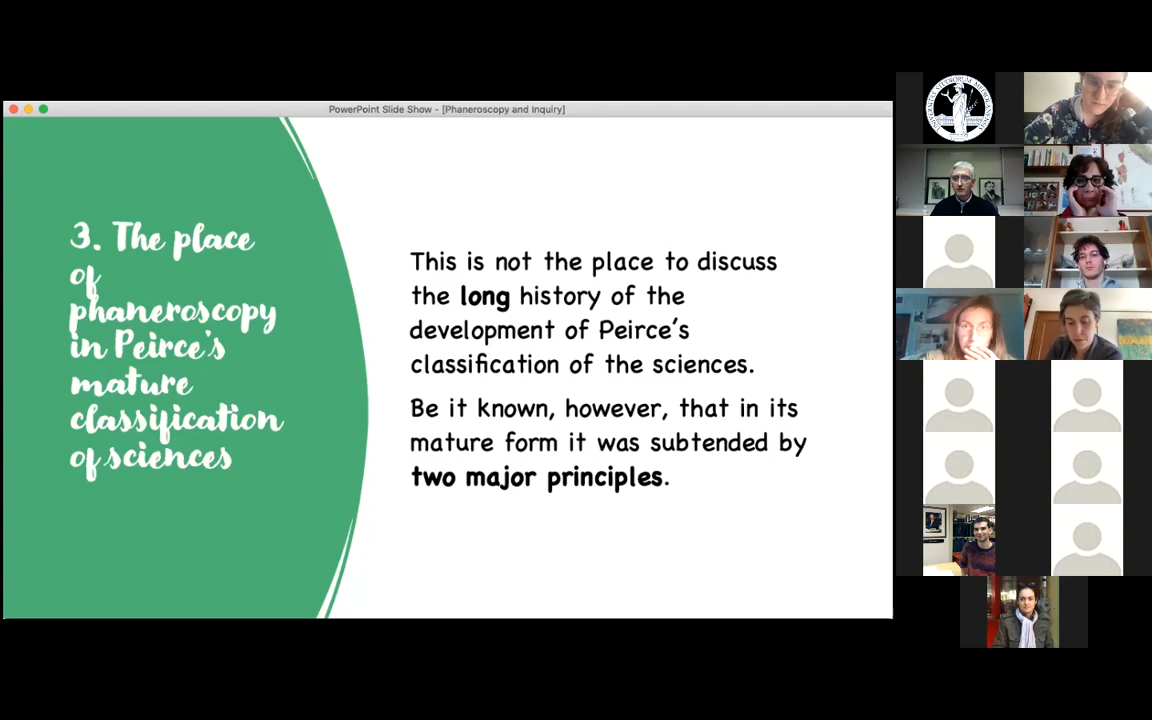 PowerPoint Slide Show - [Phaneroscopy and Inquiry]
3. The place
of
phaneroscopy
in Peirce's
mature
classification
of sciences
This is not the place to discuss
the long history of the
development of Peirce's
classification of the sciences.
Be it known, however, that in its
mature form it was subtended by
two major principles.